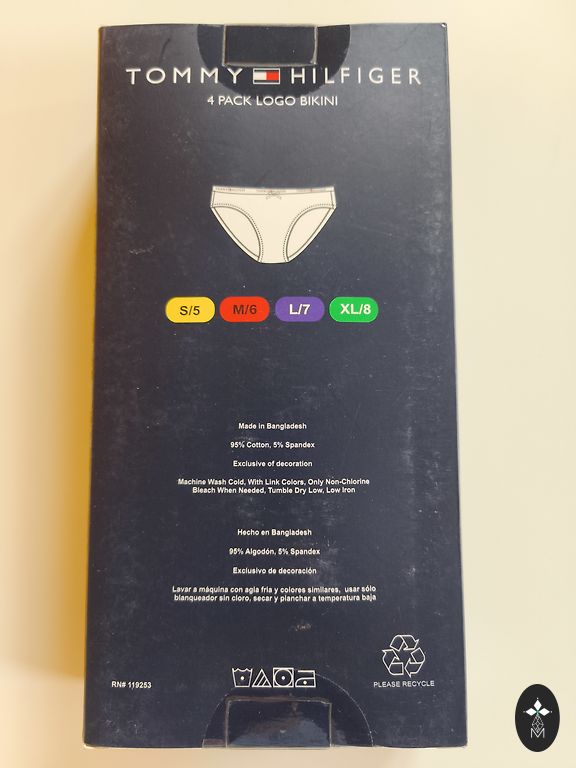 TOMMY HILFIGER
4 PACK LOGO BIKINI
S/5 M/6 L/7 XL/8
Made in Bangladesh
95% Cotton, 5% Spandex
Exclusive of decoration
Machine Wash Cold, With Link Colors, Only Non-Chlorine
Bleach When Needed, Tumble Dry Low, Low Iron
Hecho en Bangladesh
95% Algodón, 5% Spandex
Exclusivo de decoración
Lavar a máquina con agia fria y colores similares, usar sólo
blanqueador sin cloro, secar y planchar a temperatura baja
RN# 119253
PLEASE RECYCLE